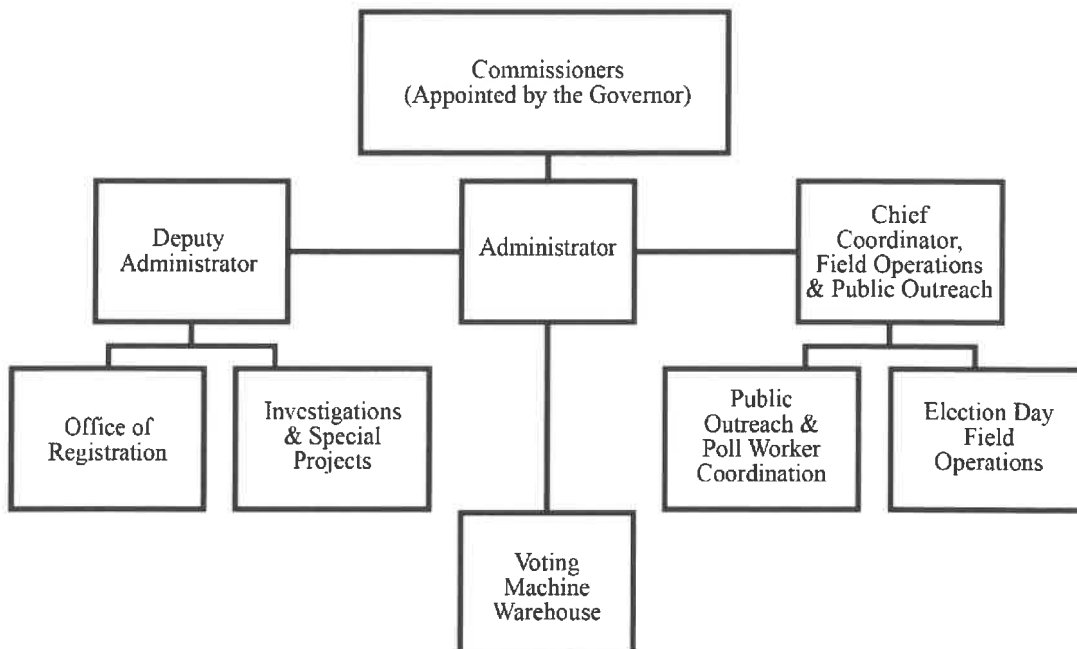 Commissioners
(Appointed by the Governor)
Deputy
Administrator
Administrator
Chief
Coordinator,
Field Operations
& Public Outreach
Office of
Registration
Investigations
& Special
Projects
Public
Outreach &
Poll Worker
Coordination
Election Day
Field
Operations
Voting
Machine
Warehouse